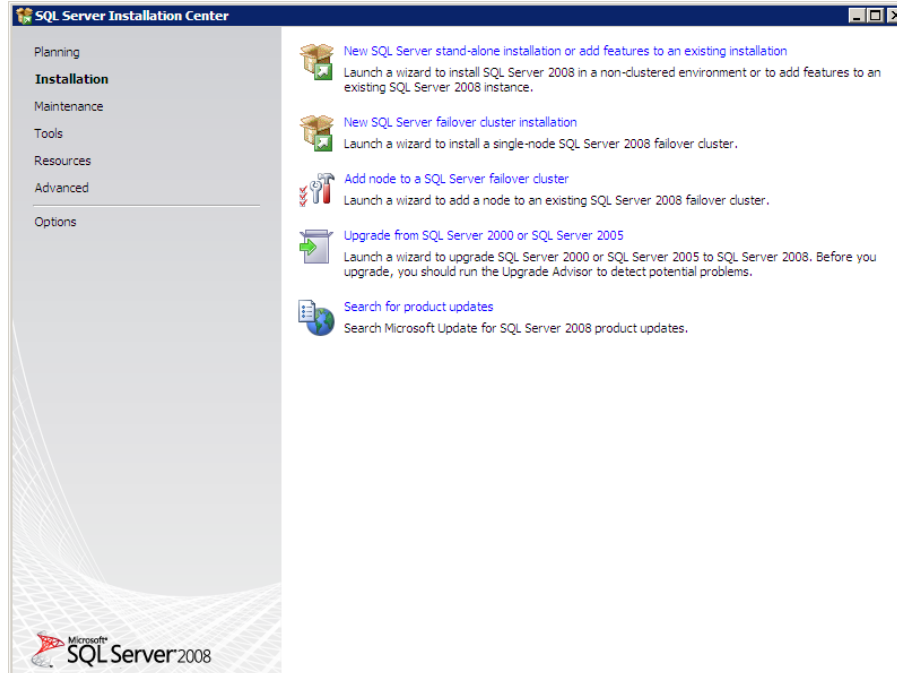 SQL Server Installation Center
Planning
Installation
Maintenance
Tools
Resources
Advanced
Options
New SQL Server stand-alone installation or add features to an existing installation
Launch a wizard to install SQL Server 2008 in a non-clustered environment or to add features to an
existing SQL Server 2008 instance.
New SQL Server failover cluster installation
Launch a wizard to install a single-node SQL Server 2008 failover cluster.
Add node to a SQL Server failover cluster
Launch a wizard to add a node to an existing SQL Server 2008 failover cluster.
Upgrade from SQL Server 2000 or SQL Server 2005
Launch a wizard to upgrade SQL Server 2000 or SQL Server 2005 to SQL Server 2008. Before you
upgrade, you should run the Upgrade Advisor to detect potential problems.
Search for product updates
Search Microsoft Update for SQL Server 2008 product updates.
Microsoft®
SQL Server 2008